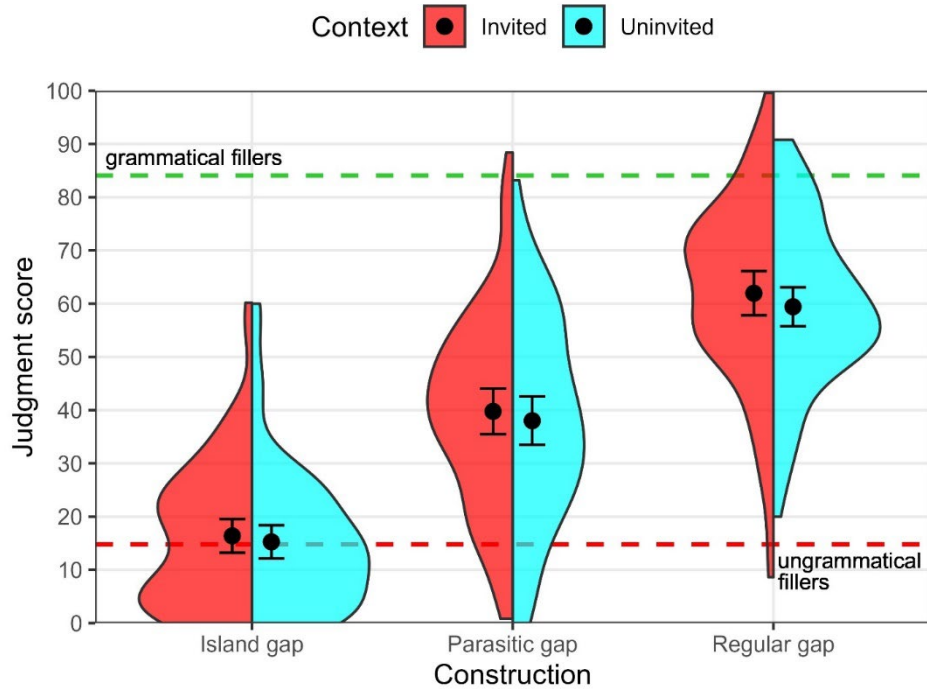 Context Invited Uninvited
100
90
80
70
60
50
40
30
20
10
0
Judgment score
grammatical fillers
ungrammatical
fillers
Island gap Parasitic gap Regular gap
Construction